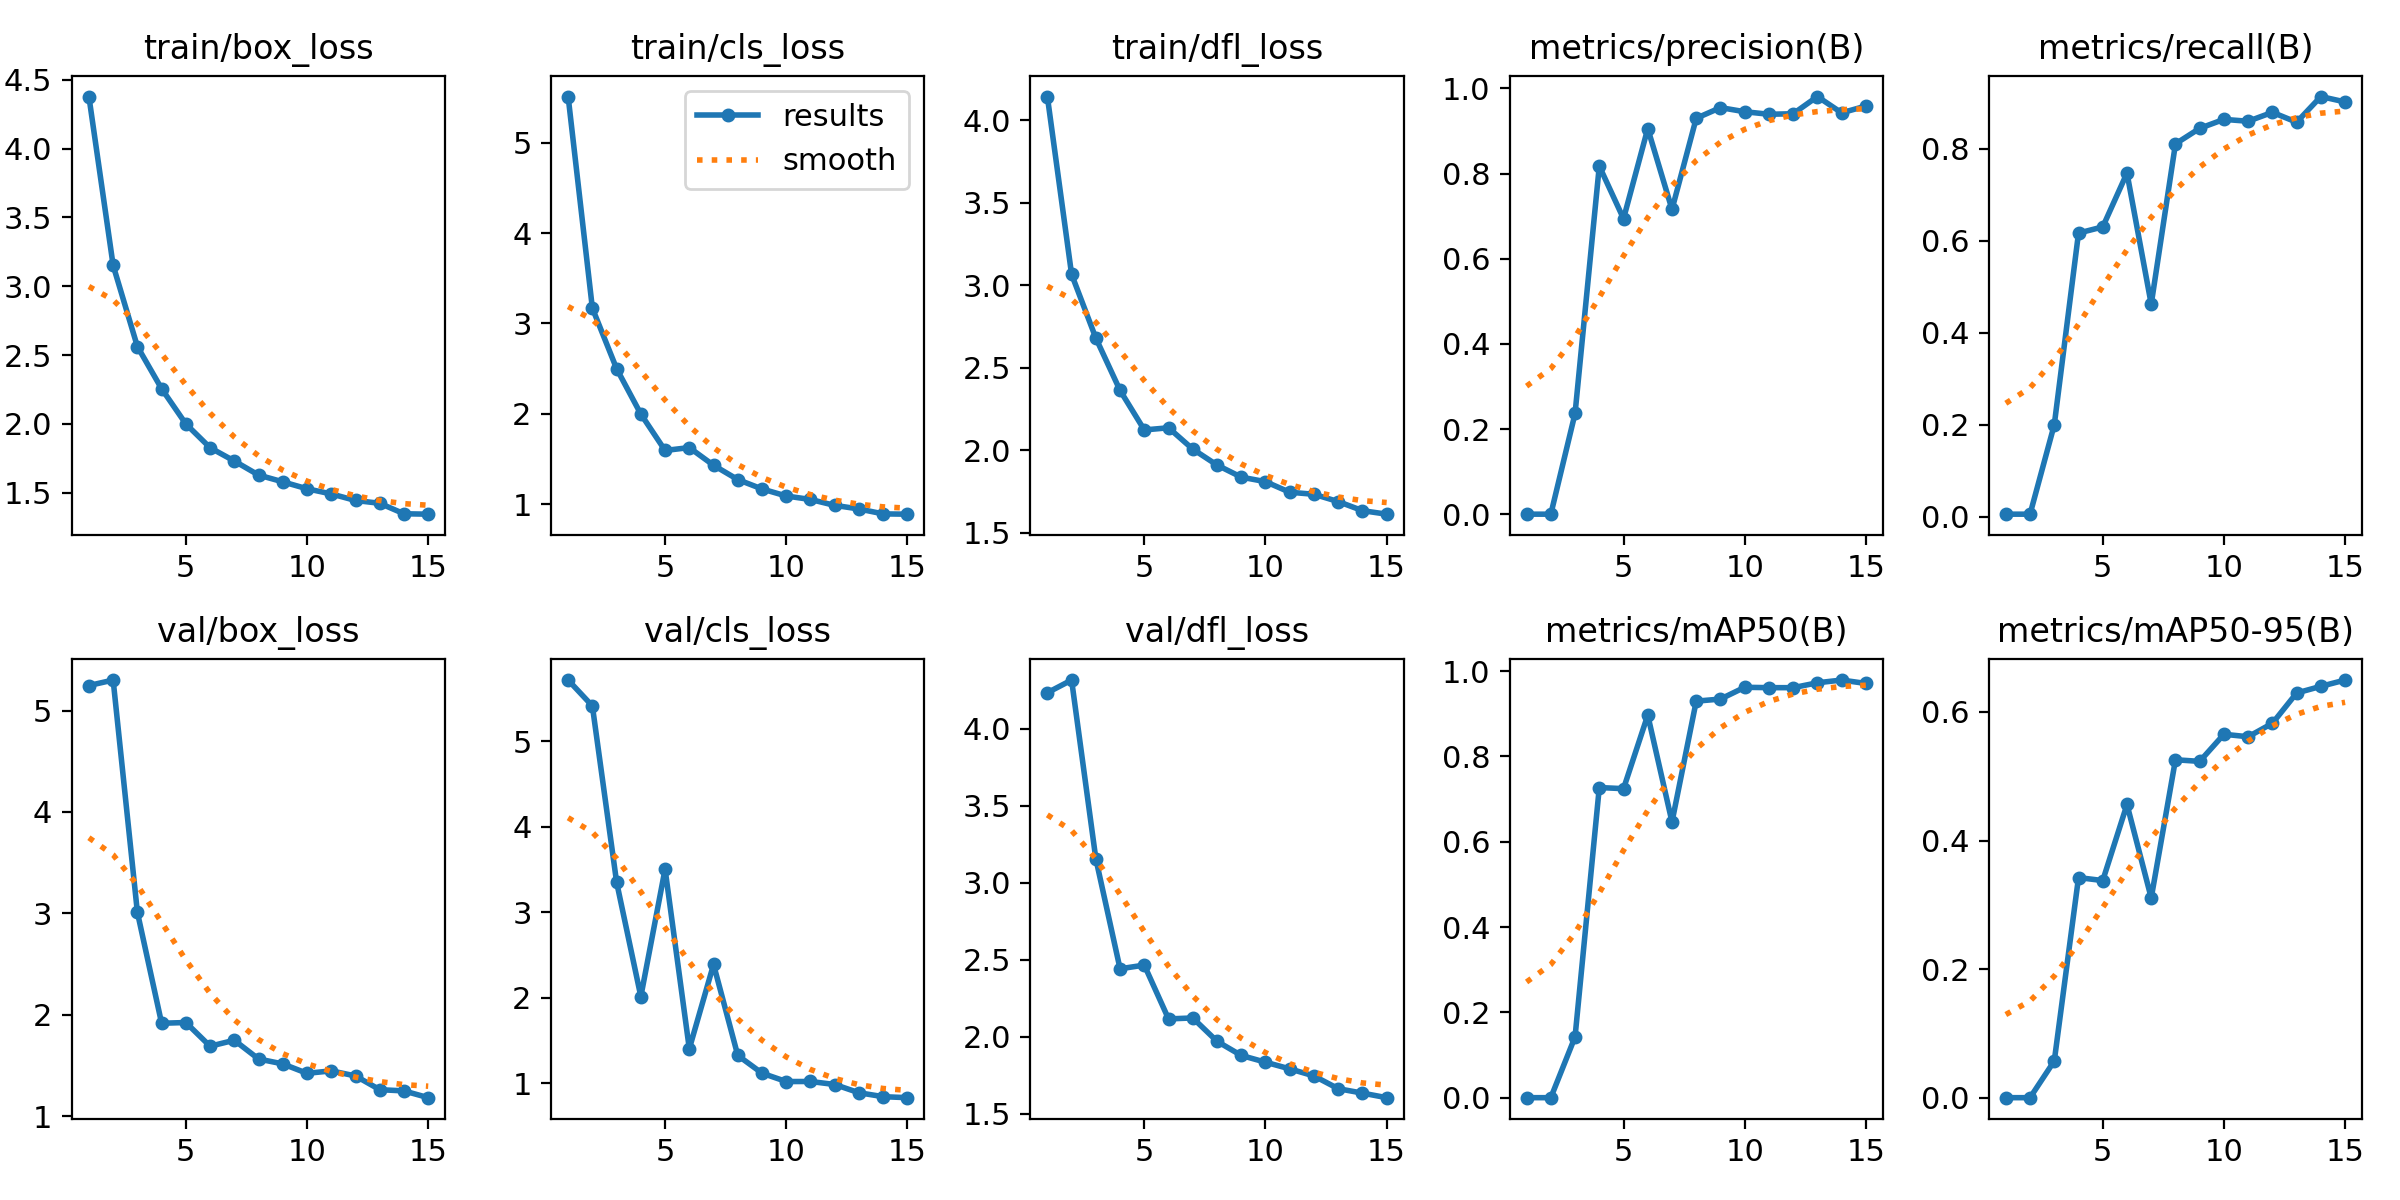 train/box_loss
4.5
4.0
3.5
3.0
2.5
2.0
1.5
5 10 15
train/cls_loss
results
smooth
5
4
3
2
1
5 10 15
train/dfl_loss
4.0
3.5
3.0
2.5
2.0
1.5
5 10 15
metrics/precision(B)
1.0
0.8
0.6
0.4
0.2
0.0
5 10 15
metrics/recall(B)
0.8
0.6
0.4
0.2
0.0
5 10 15
val/box_loss
5
4
3
2
1
5 10 15
val/cls_loss
5
4
3
2
1
5 10 15
val/dfl_loss
4.0
3.5
3.0
2.5
2.0
1.5
5 10 15
metrics/mAP50(B)
1.0
0.8
0.6
0.4
0.2
0.0
5 10 15
metrics/mAP50-95(B)
0.6
0.4
0.2
0.0
5 10 15